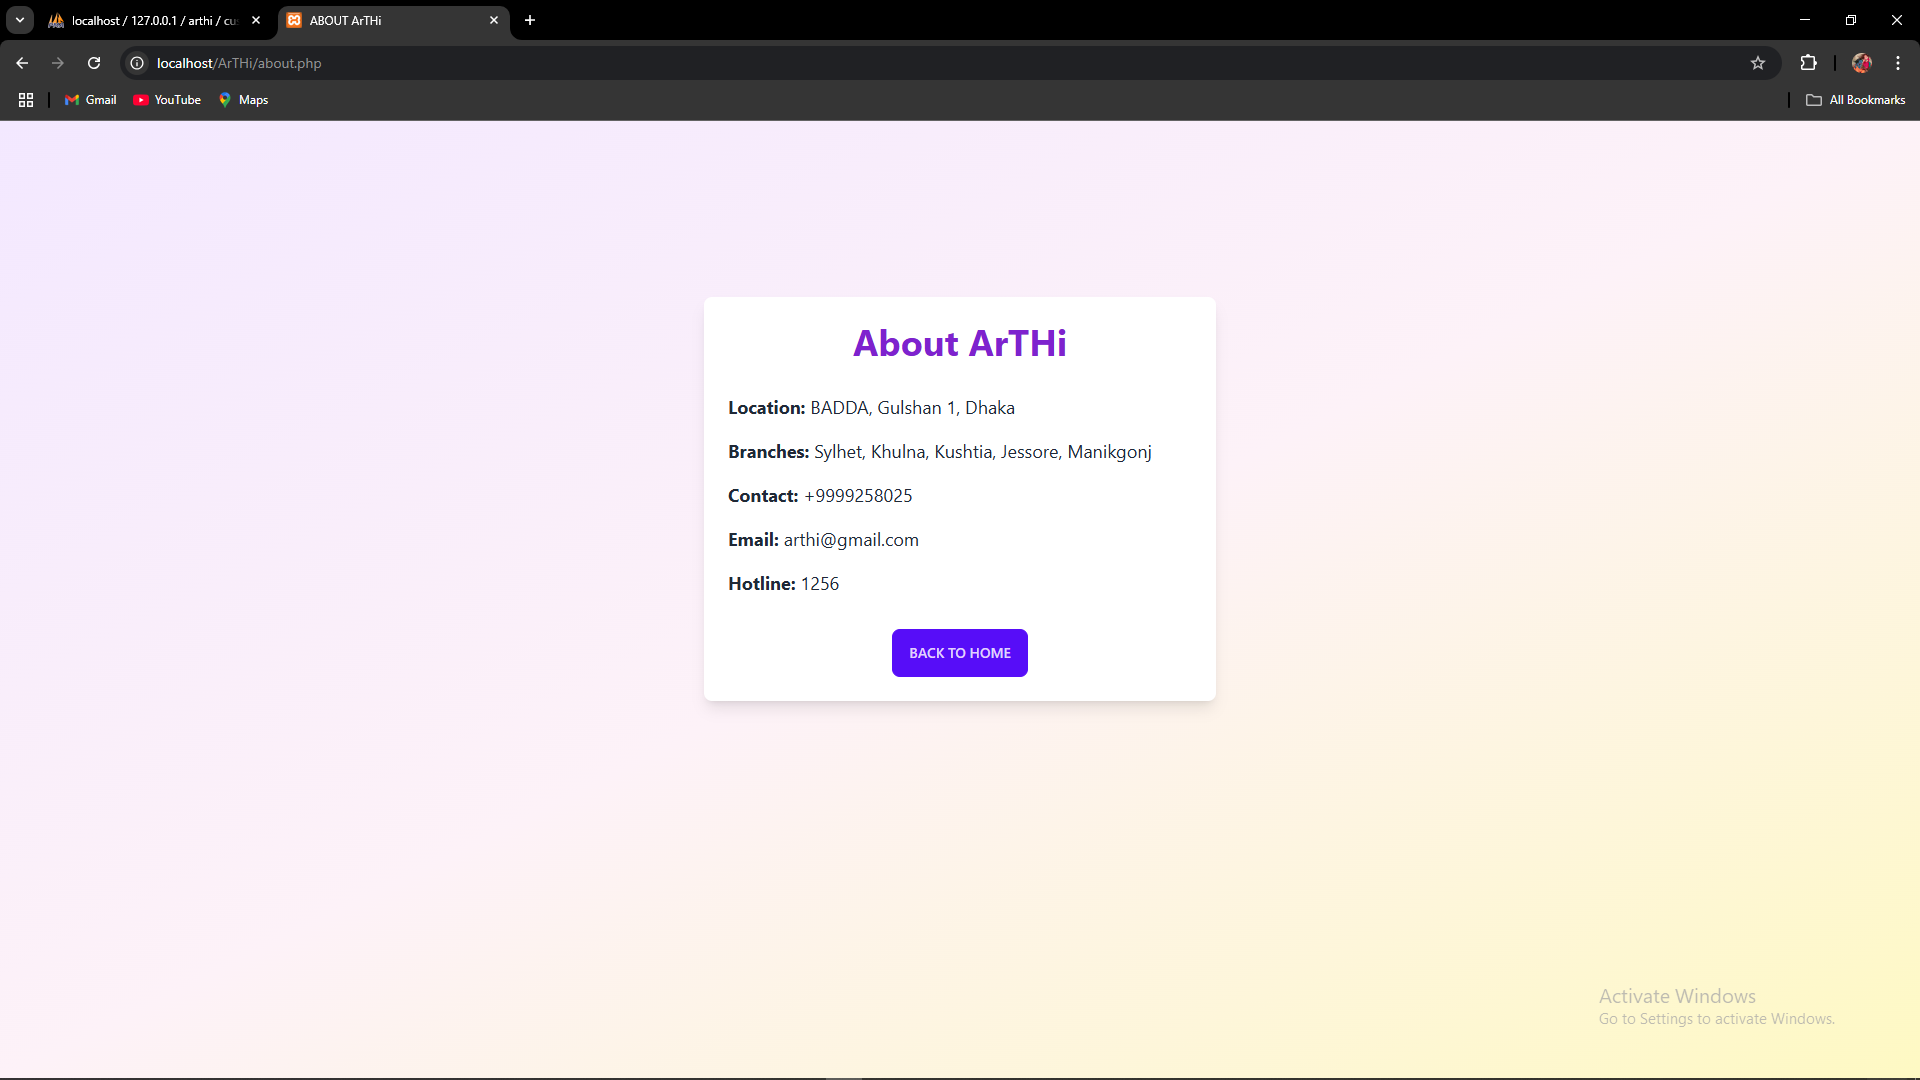 localhost / 127.0.0.1 / arthi / cu
ABOUT ArTHi
localhost/ArTHi/about.php
Gmail
YouTube
Maps
All Bookmarks
About ArTHi
Location: BADDA, Gulshan 1, Dhaka
Branches: Sylhet, Khulna, Kushtia, Jessore, Manikgonj
Contact: +9999258025
Email: arthi@gmail.com
Hotline: 1256
BACK TO HOME
Activate Windows
Go to Settings to activate Windows.